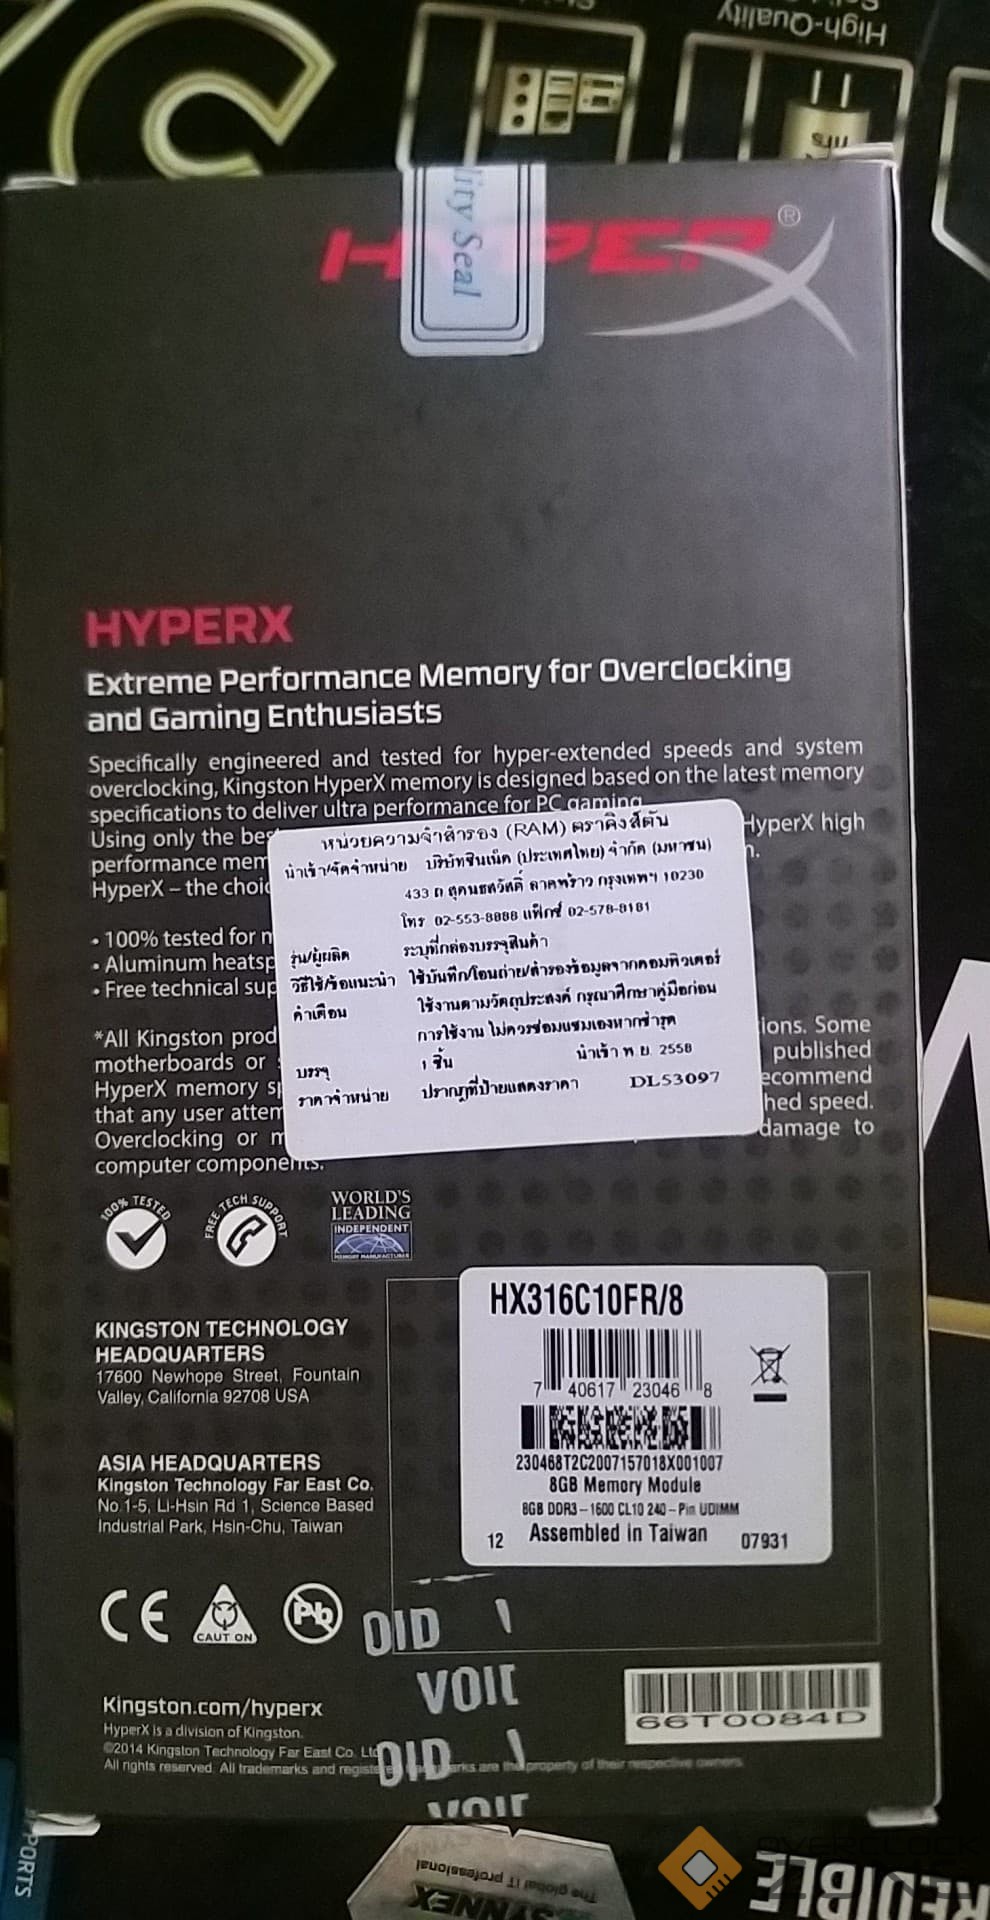 High-Quality
lity Seal
HYPERX®
HYPERX
Extreme Performance Memory for Overclocking
and Gaming Enthusiasts
Specifically engineered and tested for hyper-extended speeds and system
overclocking, Kingston HyperX memory is designed based on the latest memory
specifications to deliver ultra performance for PC gaming
Using only the bes HyperX high
performance mem
HyperX – the choic
• 100% tested for
• Aluminum heatsp
• Free technical sup
*All Kingston prod ions. Some
motherboards or published
HyperX memory sp ecommend
that any user attem hed speed.
Overclocking or m damage to
computer components.
หน่วยความจำสำรอง (RAM) ตราคิงส์ตัน
นำเข้า/จัดจำหน่าย บริษัทซินเน็ค (ประเทศไทย) จำกัด (มหาชน)
433 ถ สุคนธสวัสดิ์ ลาดพร้าว กรุงเทพฯ 10230
โทร 02-553-8888 แฟ็กซ์ 02-578-8181
รุ่น/ผู้ผลิต ระบุที่กล่องบรรจุสินค้า
วิธีใช้/ข้อแนะนำ ใช้บันทึก/โอนถ่าย/สำรองข้อมูลจากคอมพิวเตอร์
คำเตือน ใช้งานตามวัตถุประสงค์ กรุณาศึกษาคู่มือก่อน
การใช้งาน ไม่ควรซ่อมแซมเองหากชำรุด
บรรจุ 1 ชิ้น นำเข้า พ.ย. 2558
ราคาจำหน่าย ปรากฏที่ป้ายแสดงราคา DL53097
100% TESTED
FREE TECH SUPPORT
WORLD'S
LEADING
INDEPENDENT
MEMORY MANUFACTURER
KINGSTON TECHNOLOGY
HEADQUARTERS
17600 Newhope Street, Fountain
Valley, California 92708 USA
ASIA HEADQUARTERS
Kingston Technology Far East Co.
No.1-5, Li-Hsin Rd 1, Science Based
Industrial Park, Hsin-Chu, Taiwan
HX316C10FR/8
7 40617 23046 8
230468T2C2007157018X001007
8GB Memory Module
8GB DDR3-1600 CL10 240-Pin UDIMM
12 Assembled in Taiwan 07931
CE
CAUTION
Pb
OID
VOID
OID
VOID
66T0084D
Kingston.com/hyperx
HyperX is a division of Kingston.
©2014 Kingston Technology Far East Co. Ltd
All rights reserved. All trademarks and registered trademarks are the property of their respective owners.
PORTS
The global IT professional
SYNNEX
REDIBLE
OVERCLOCK
ZONE